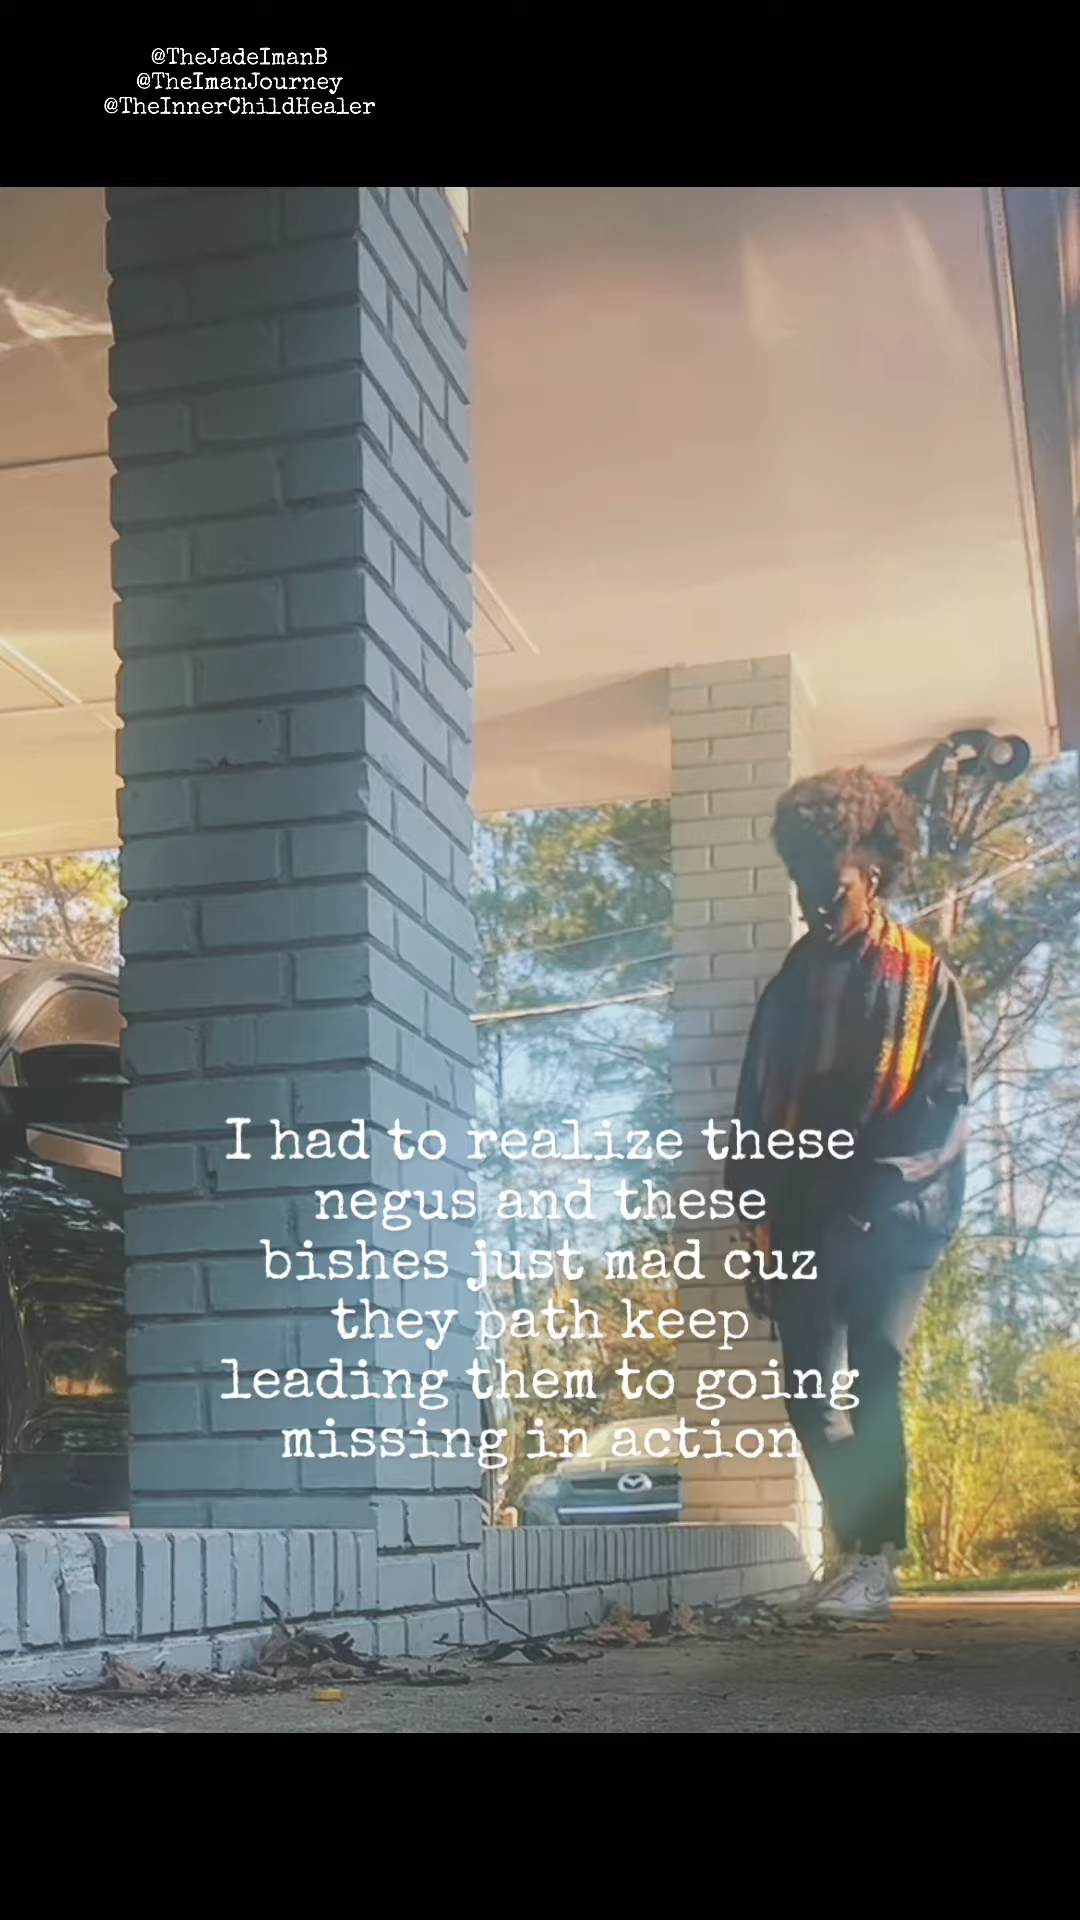 @TheJadeImanB
@TheImanJourney
@TheInnerChildHealer
I had to realize these
negus and these
bishes just mad cuz
they path keep
leading them to going
missing in action